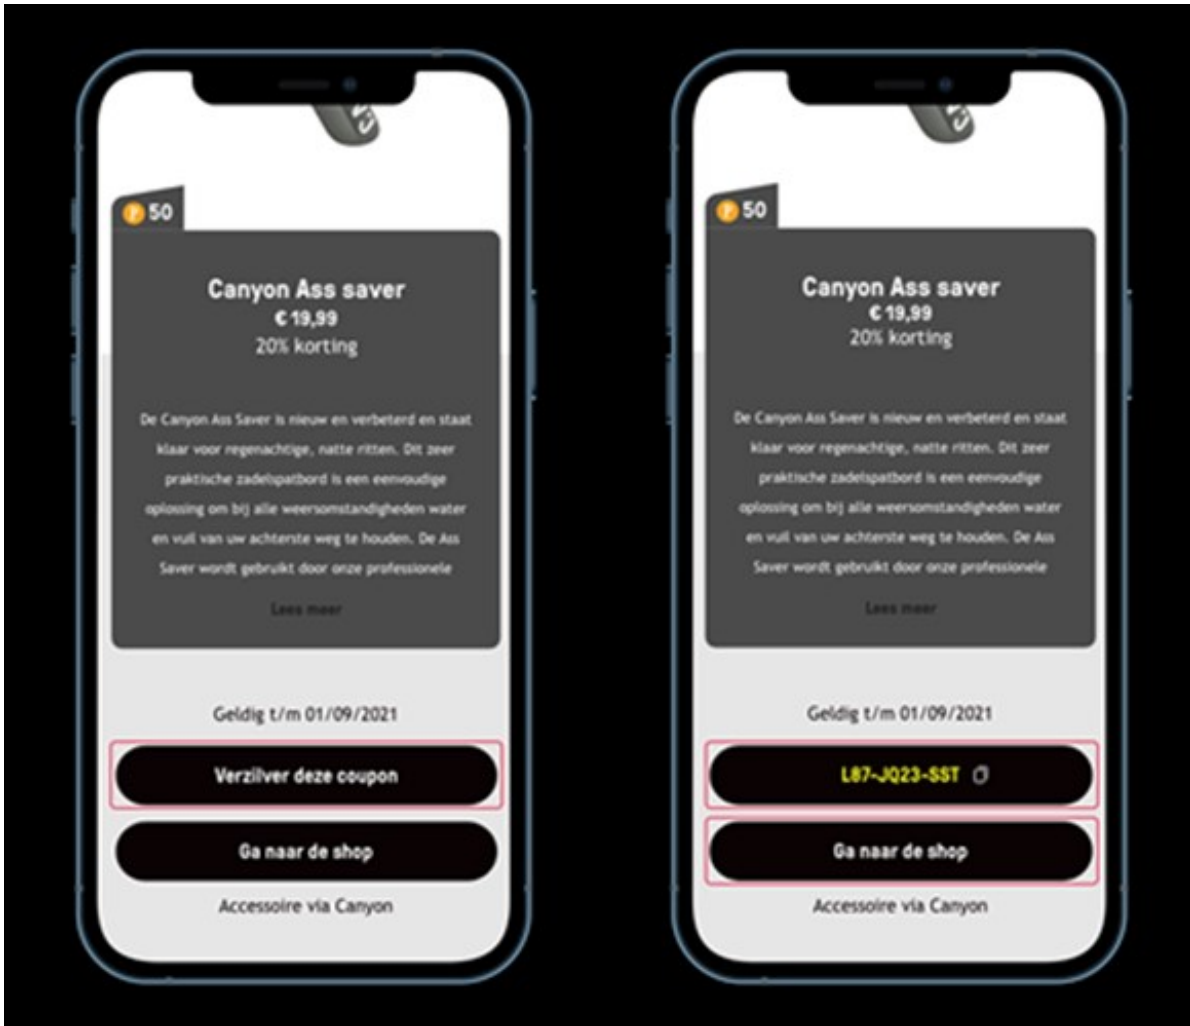 50
Canyon Ass saver
€ 19,99
20% korting
De Canyon Ass Saver is nieuw en verbeterd en staat
klaar voor regenachtige, natte ritten. Dit zeer
praktische zadelspatbord is een eenvoudige
oplossing om bij alle weersomstandigheden water
en vuil van uw achterste weg te houden. De Ass
Saver wordt gebruikt door onze professionele
Lees meer
Geldig t/m 01/09/2021
Verzilver deze coupon
Ga naar de shop
Accessoire via Canyon
50
Canyon Ass saver
€ 19,99
20% korting
De Canyon Ass Saver is nieuw en verbeterd en staat
klaar voor regenachtige, natte ritten. Dit zeer
praktische zadelspatbord is een eenvoudige
oplossing om bij alle weersomstandigheden water
en vuil van uw achterste weg te houden. De Ass
Saver wordt gebruikt door onze professionele
Lees meer
Geldig t/m 01/09/2021
L87-JQ23-SST
Ga naar de shop
Accessoire via Canyon